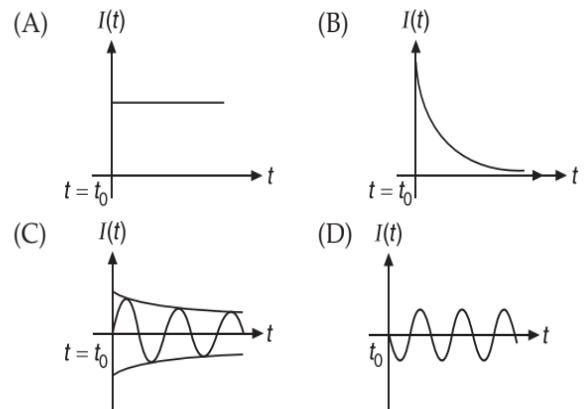 (A) I(t)
t
t = t₀
(B) I(t)
t
t = t₀
(C) I(t)
t
t = t₀
(D) I(t)
t
t₀